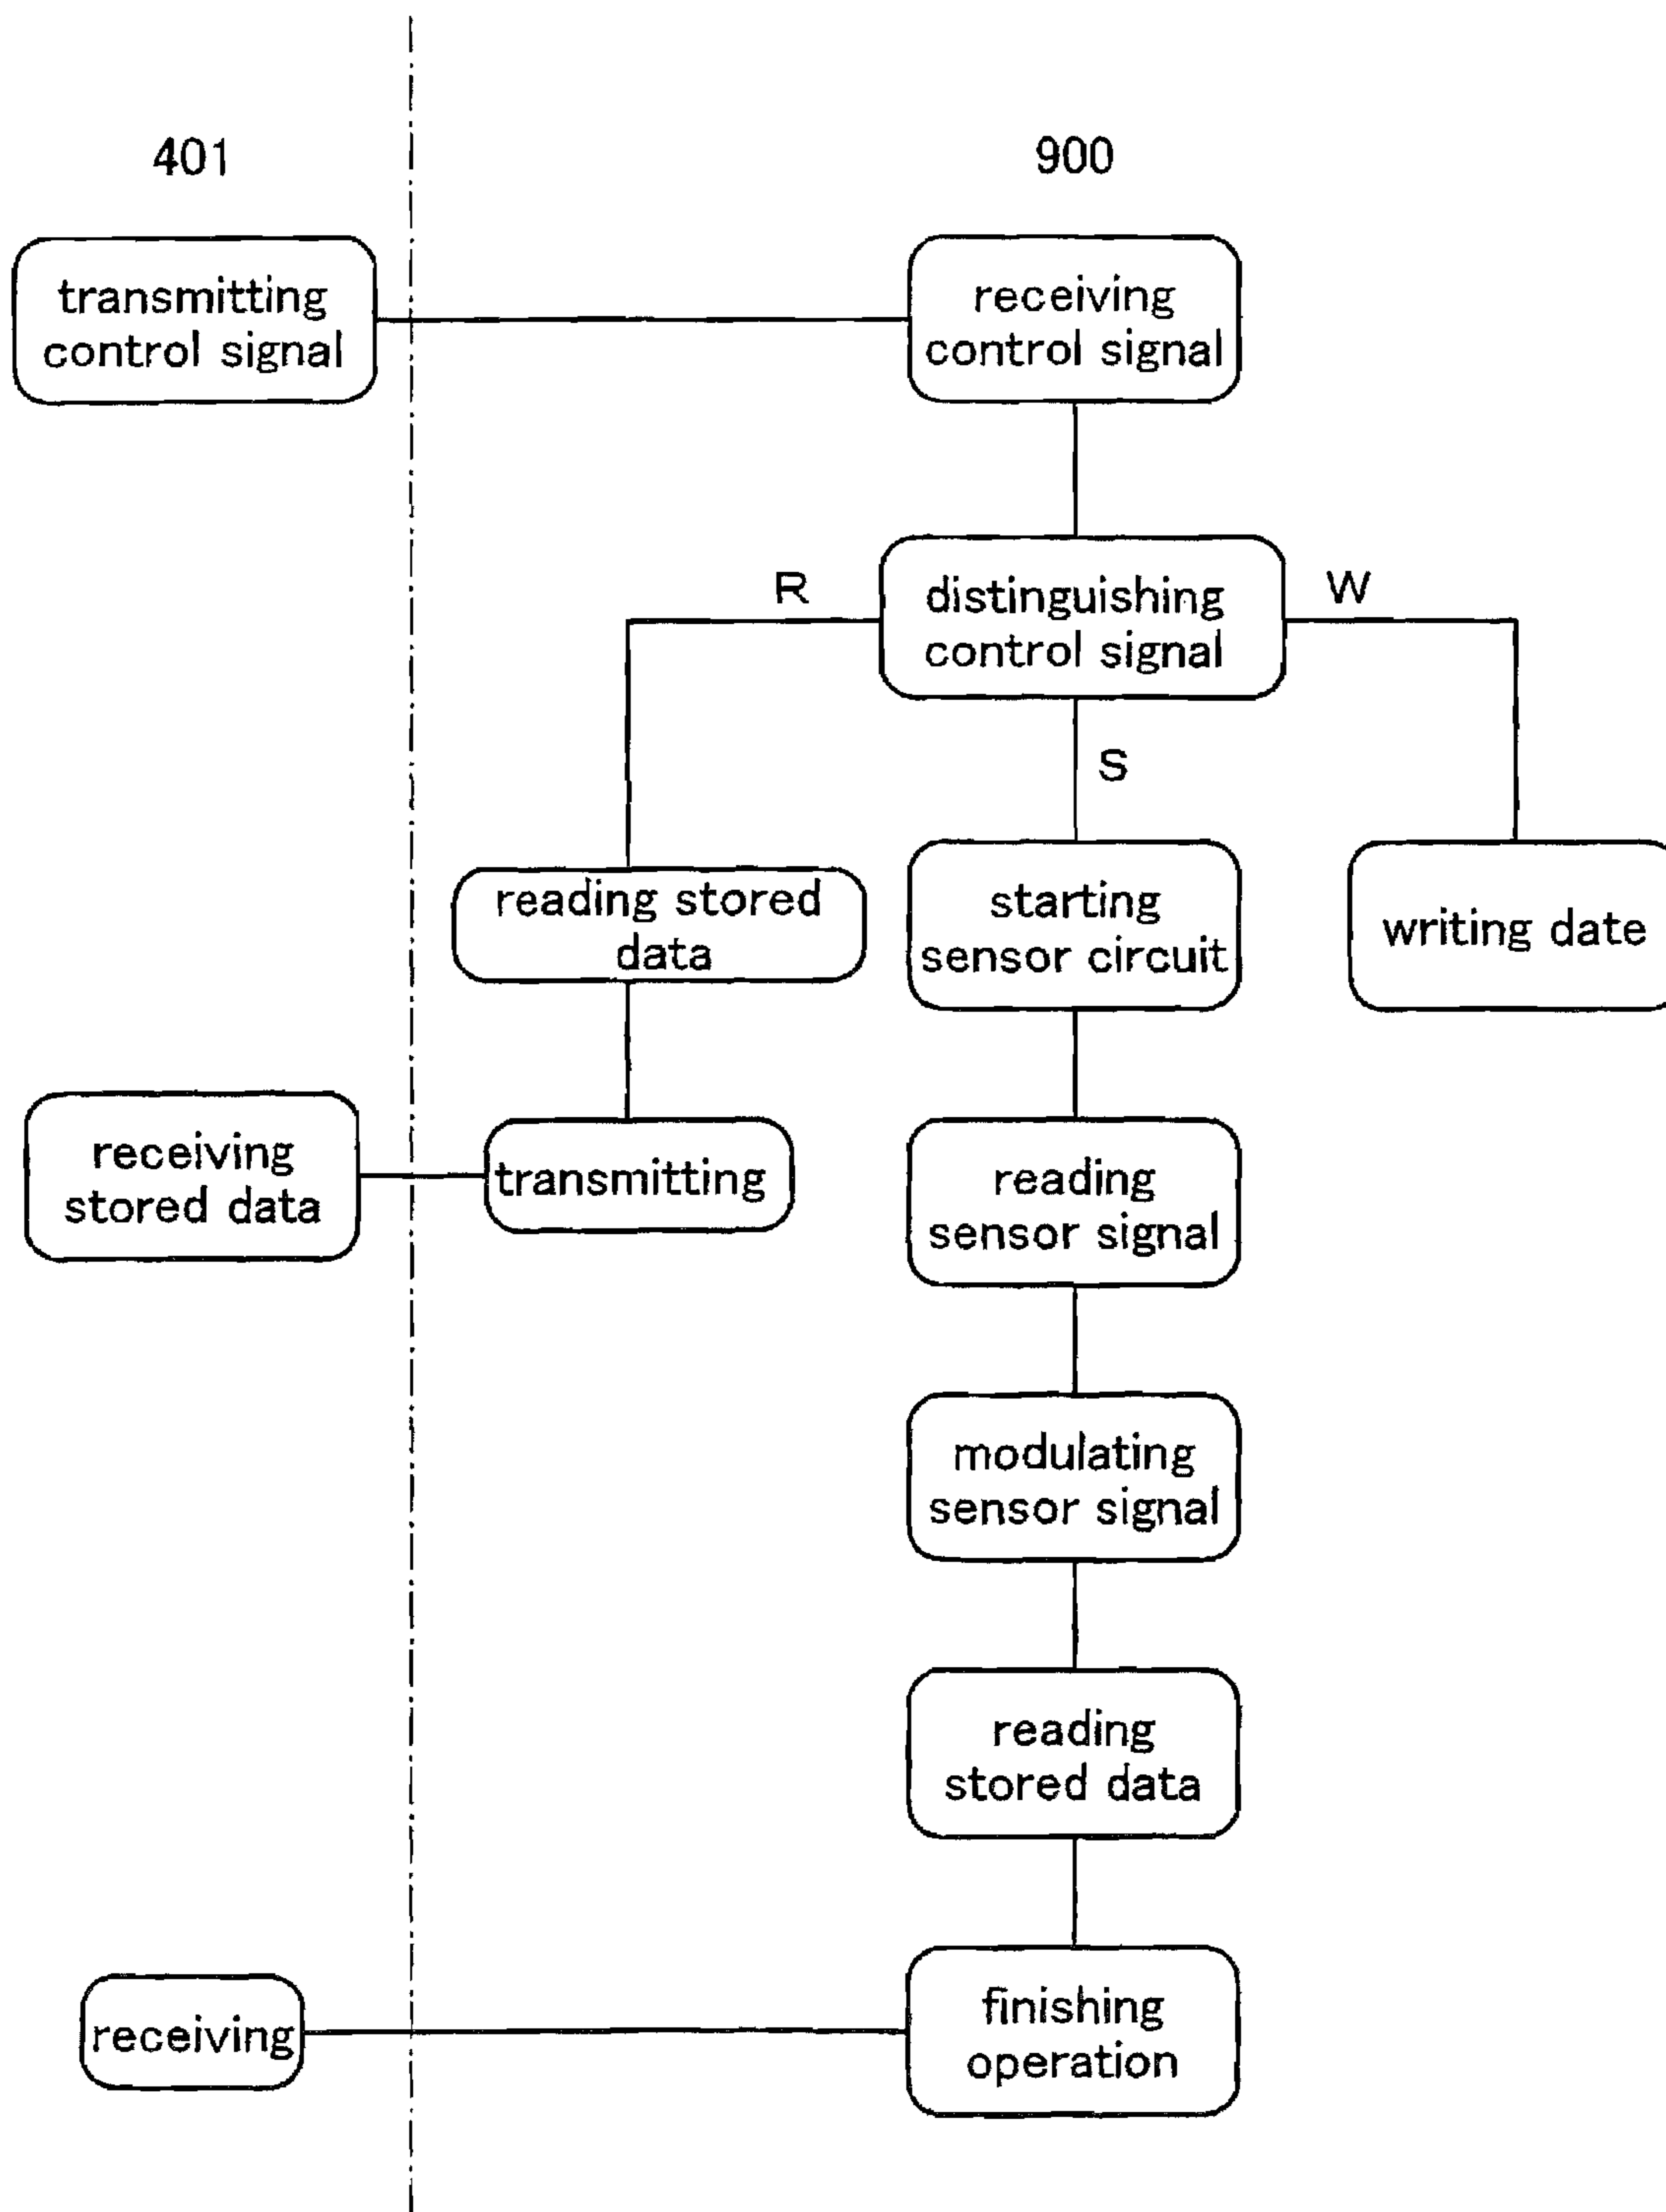 401
900
transmitting
control signal
receiving
control signal
R
distinguishing
control signal
W
S
reading stored
data
starting
sensor circuit
writing date
receiving
stored data
transmitting
reading
sensor signal
modulating
sensor signal
reading
stored data
receiving
finishing
operation